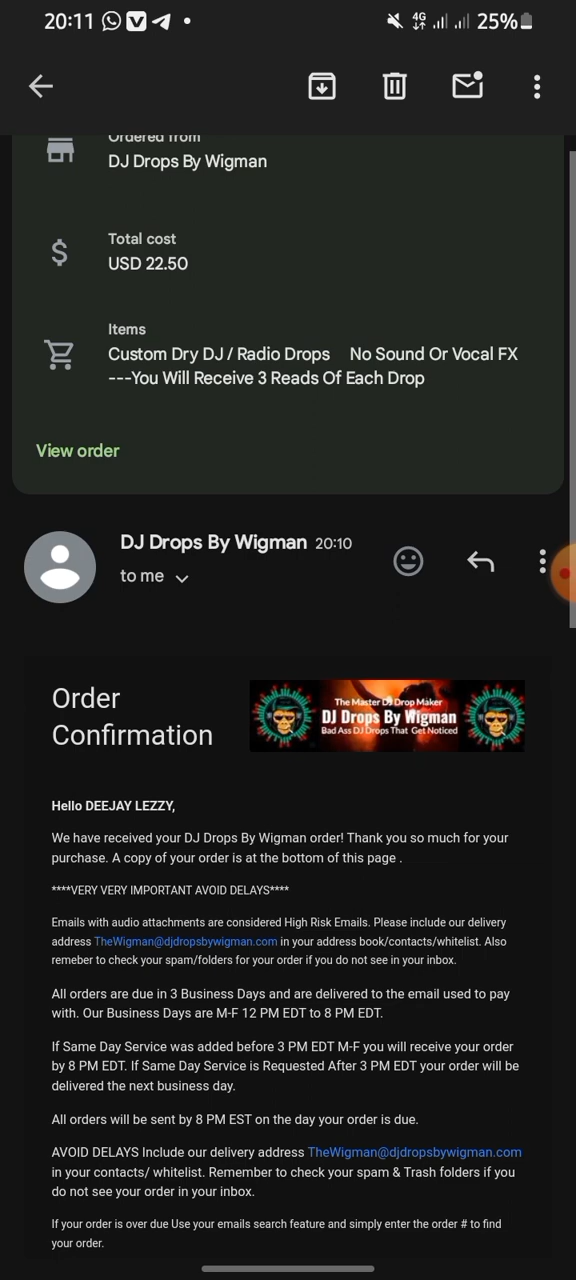 20:11
4G
25%
Ordered from
DJ Drops By Wigman
Total cost
USD 22.50
Items
Custom Dry DJ / Radio Drops No Sound Or Vocal FX
---You Will Receive 3 Reads Of Each Drop
View order
DJ Drops By Wigman 20:10
to me
Order
Confirmation
The Master DJ Drop Maker
DJ Drops By Wigman
Bad Ass DJ Drops That Get Noticed
Hello DEEJAY LEZZY,
We have received your DJ Drops By Wigman order! Thank you so much for your
purchase. A copy of your order is at the bottom of this page .
****VERY VERY IMPORTANT AVOID DELAYS****
Emails with audio attachments are considered High Risk Emails. Please include our delivery
address TheWigman@djdropsbywigman.com in your address book/contacts/whitelist. Also
remeber to check your spam/folders for your order if you do not see in your inbox.
All orders are due in 3 Business Days and are delivered to the email used to pay
with. Our Business Days are M-F 12 PM EDT to 8 PM EDT.
If Same Day Service was added before 3 PM EDT M-F you will receive your order
by 8 PM EDT. If Same Day Service is Requested After 3 PM EDT your order will be
delivered the next business day.
All orders will be sent by 8 PM EST on the day your order is due.
AVOID DELAYS Include our delivery address TheWigman@djdropsbywigman.com
in your contacts/ whitelist. Remember to check your spam & Trash folders if you
do not see your order in your inbox.
If your order is over due Use your emails search feature and simply enter the order # to find
your order.